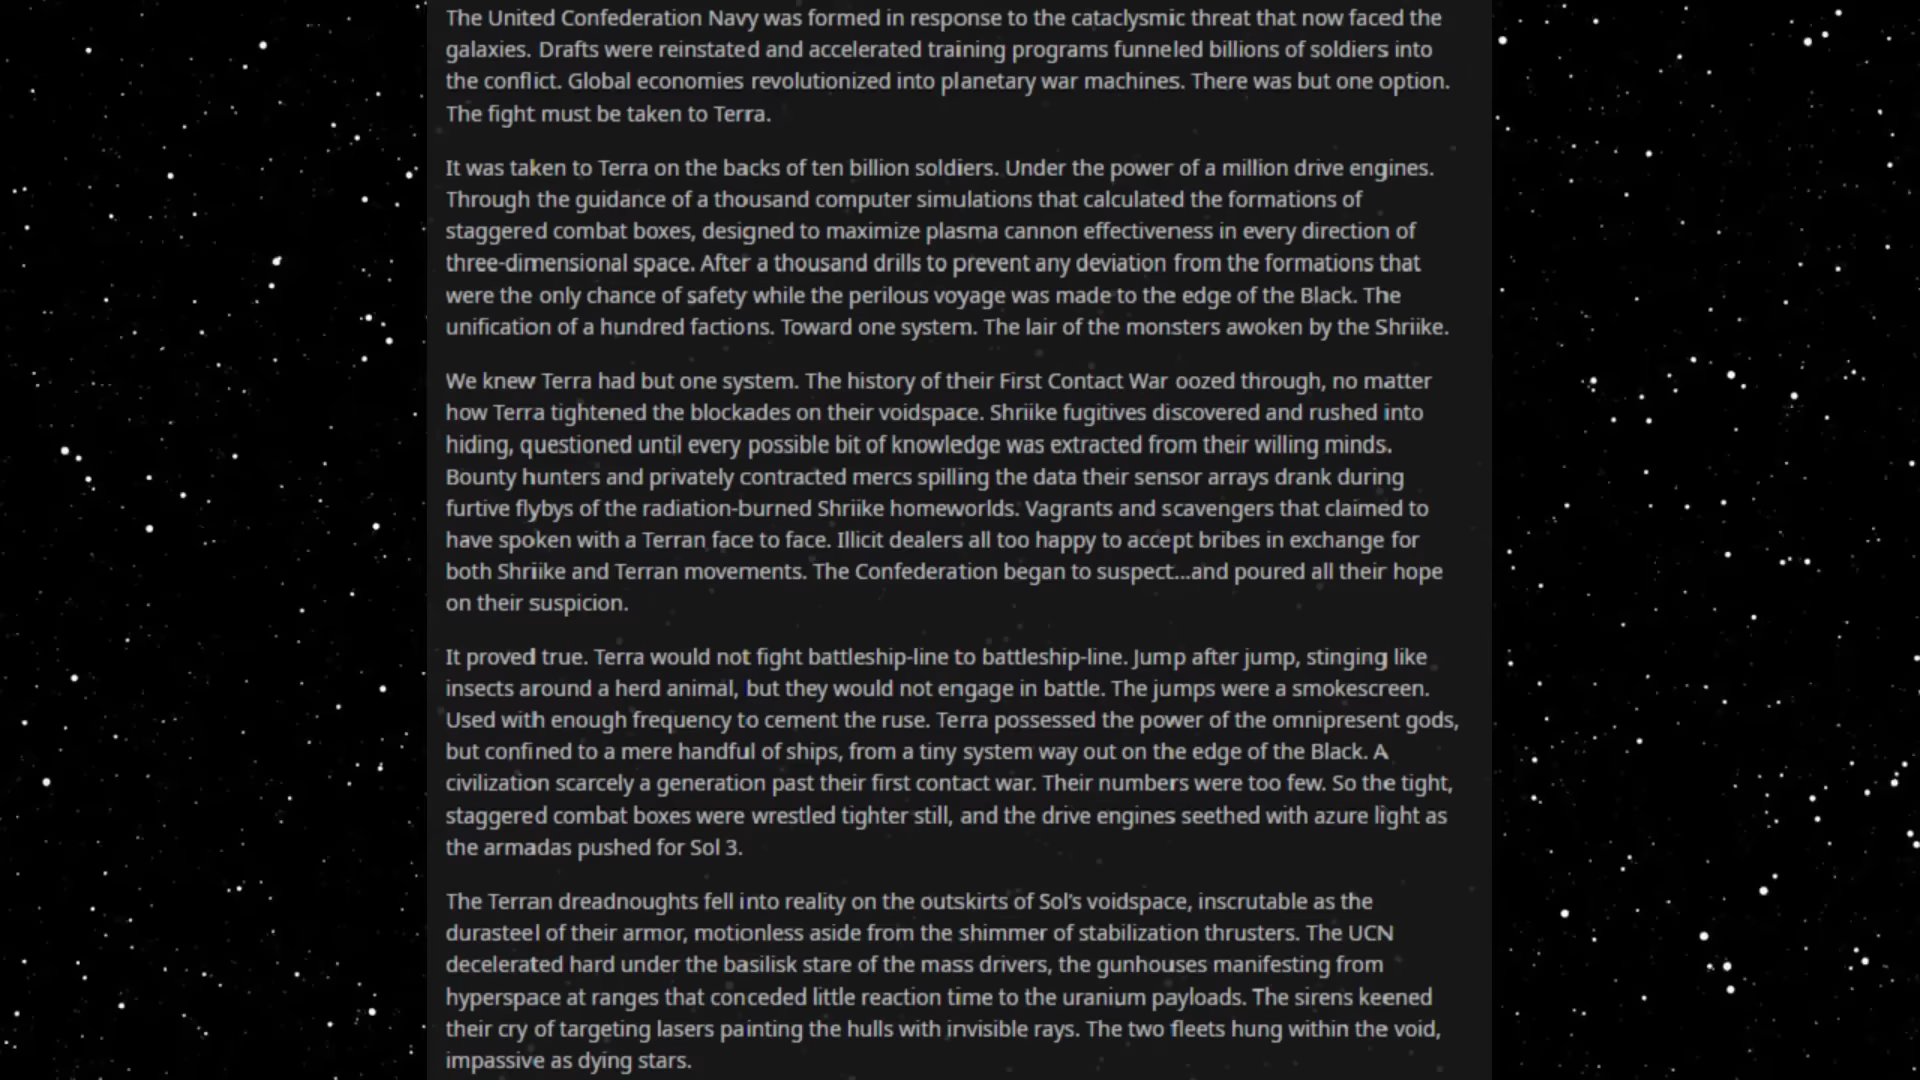 The United Confederation Navy was formed in response to the cataclysmic threat that now faced the
galaxies. Drafts were reinstated and accelerated training programs funneled billions of soldiers into
the conflict. Global economies revolutionized into planetary war machines. There was but one option.
The fight must be taken to Terra.
It was taken to Terra on the backs of ten billion soldiers. Under the power of a million drive engines.
Through the guidance of a thousand computer simulations that calculated the formations of
staggered combat boxes, designed to maximize plasma cannon effectiveness in every direction of
three-dimensional space. After a thousand drills to prevent any deviation from the formations that
were the only chance of safety while the perilous voyage was made to the edge of the Black. The
unification of a hundred factions. Toward one system. The lair of the monsters awoken by the Shriike.
We knew Terra had but one system. The history of their First Contact War oozed through, no matter
how Terra tightened the blockades on their voidspace. Shriike fugitives discovered and rushed into
hiding, questioned until every possible bit of knowledge was extracted from their willing minds.
Bounty hunters and privately contracted mercs spilling the data their sensor arrays drank during
furtive flybys of the radiation-burned Shriike homeworlds. Vagrants and scavengers that claimed to
have spoken with a Terran face to face. Illicit dealers all too happy to accept bribes in exchange for
both Shriike and Terran movements. The Confederation began to suspect...and poured all their hope
on their suspicion.
It proved true. Terra would not fight battleship-line to battleship-line. Jump after jump, stinging like
insects around a herd animal, but they would not engage in battle. The jumps were a smokescreen.
Used with enough frequency to cement the ruse. Terra possessed the power of the omnipresent gods,
but confined to a mere handful of ships, from a tiny system way out on the edge of the Black. A
civilization scarcely a generation past their first contact war. Their numbers were too few. So the tight,
staggered combat boxes were wrestled tighter still, and the drive engines seethed with azure light as
the armadas pushed for Sol 3.
The Terran dreadnoughts fell into reality on the outskirts of Sol's voidspace, inscrutable as the
durasteel of their armor, motionless aside from the shimmer of stabilization thrusters. The UCN
decelerated hard under the basilisk stare of the mass drivers, the gunhouses manifesting from
hyperspace at ranges that conceded little reaction time to the uranium payloads. The sirens keened
their cry of targeting lasers painting the hulls with invisible rays. The two fleets hung within the void,
impassive as dying stars.